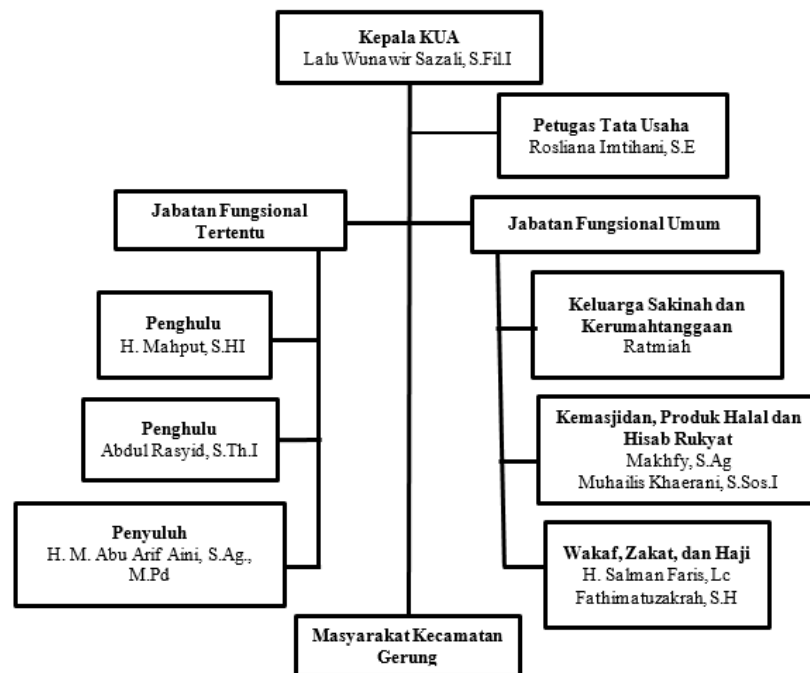 Kepala KUA
Lalu Wunawir Sazali, S.Fil.I
Petugas Tata Usaha
Rosliana Imtihani, S.E
Jabatan Fungsional
Tertentu
Jabatan Fungsional Umum
Penghulu
H. Mahput, S.HI
Penghulu
Abdul Rasyid, S.Th.I
Penyuluh
H. M. Abu Arif Aini, S.Ag.,
M.Pd
Keluarga Sakinah dan
Kerumahtanggaan
Ratmiah
Kemasjidan, Produk Halal dan
Hisab Rukyat
Makhfy, S.Ag
Muhailis Khaerani, S.Sos.I
Wakaf, Zakat, dan Haji
H. Salman Faris, Lc
Fathimatuzakrah, S.H
Masyarakat Kecamatan
Gerung